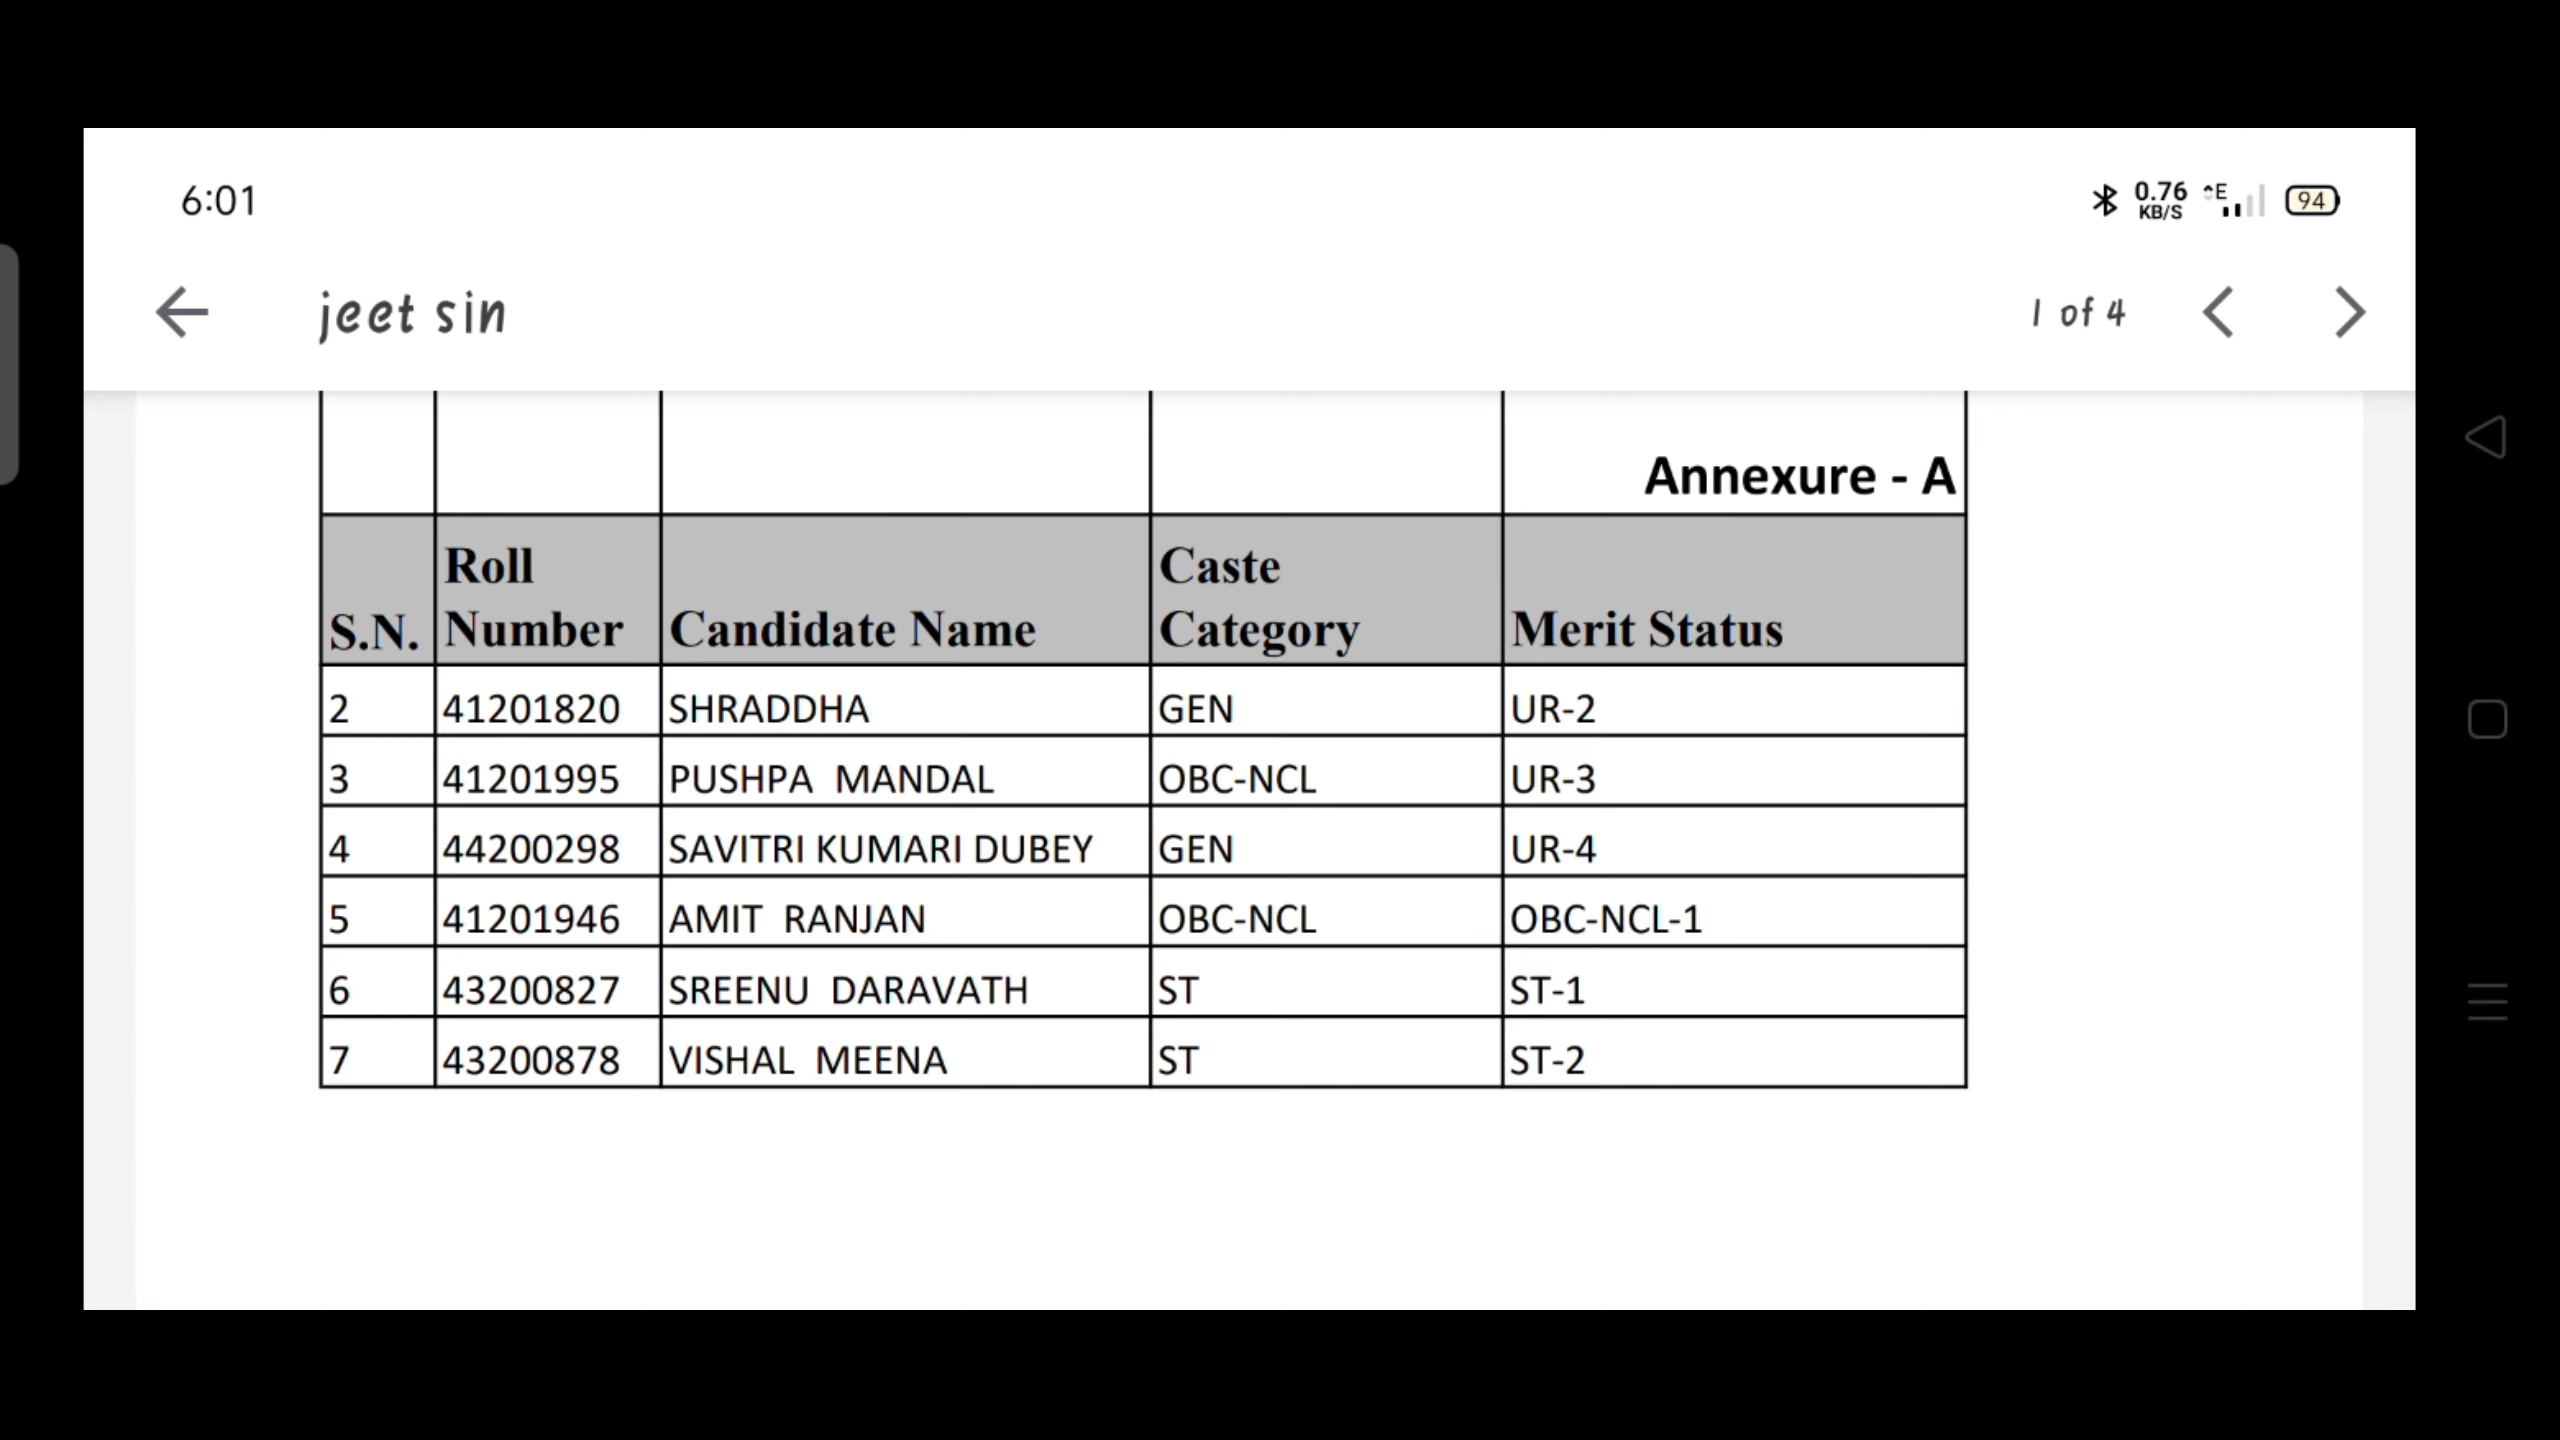 6:01
0.76 KB/S E 94
jeet sin
1 of 4
Annexure - A
S.N. Roll Number Candidate Name Caste Category Merit Status
2 41201820 SHRADDHA GEN UR-2
3 41201995 PUSHPA MANDAL OBC-NCL UR-3
4 44200298 SAVITRI KUMARI DUBEY GEN UR-4
5 41201946 AMIT RANJAN OBC-NCL OBC-NCL-1
6 43200827 SREENU DARAVATH ST ST-1
7 43200878 VISHAL MEENA ST ST-2